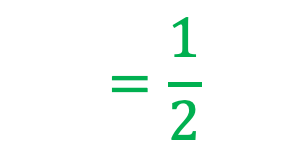 = 1/2